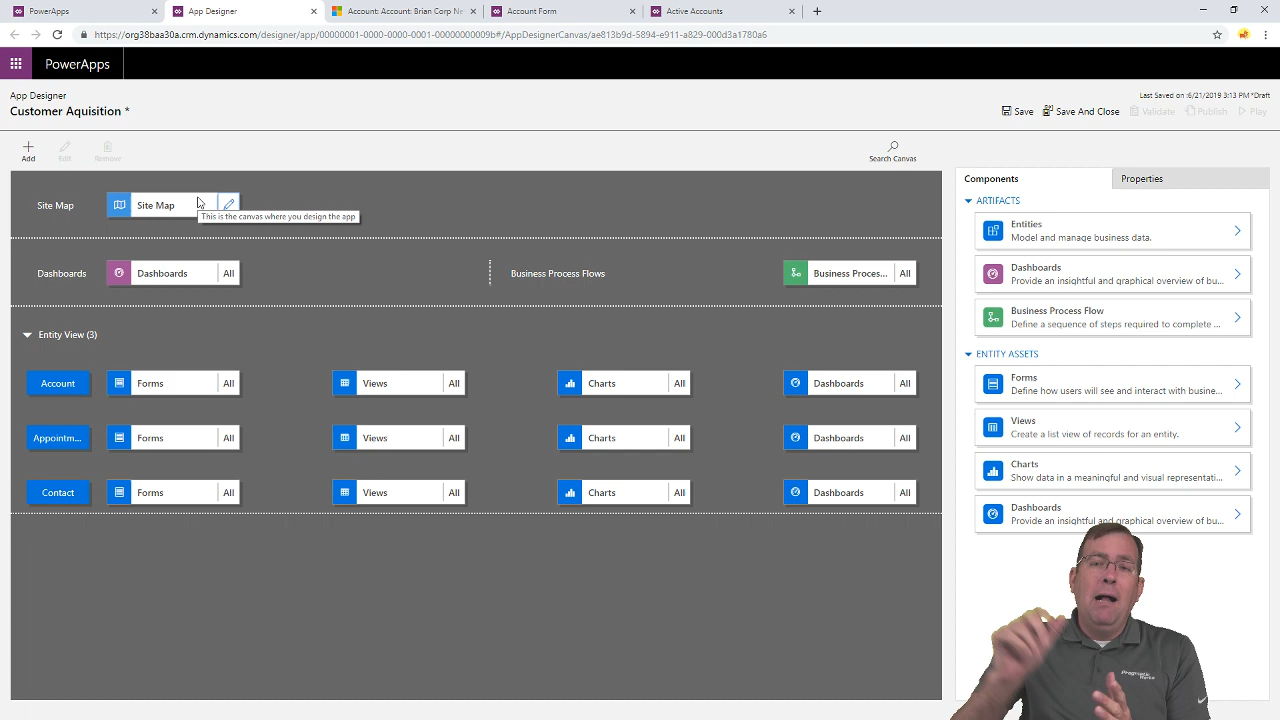 PowerApps
App Designer
Account: Account: Brian Corp Ne
Account Form
Active Accounts
https://org38baa30a.crm.dynamics.com/designer/app/00000001-0000-0000-0001-00000000009b#/AppDesignerCanvas/ae813b9d-5894-e911-a829-000d3a1780a6
PowerApps
App Designer
Customer Aquisition *
Last Saved on :6/21/2019 3:13 PM *Draft
Save
Save And Close
Validate
Publish
Play
Add
Edit
Remove
Search Canvas
Site Map
Site Map
This is the canvas where you design the app
Dashboards
Dashboards
All
Business Process Flows
Business Proces...
All
Entity View (3)
Account
Forms
All
Views
All
Charts
All
Dashboards
All
Appointm...
Forms
All
Views
All
Charts
All
Dashboards
All
Contact
Forms
All
Views
All
Charts
All
Dashboards
All
Components
Properties
ARTIFACTS
Entities
Model and manage business data.
Dashboards
Provide an insightful and graphical overview of bu...
Business Process Flow
Define a sequence of steps required to complete ...
ENTITY ASSETS
Forms
Define how users will see and interact with busine...
Views
Create a list view of records for an entity.
Charts
Show data in a meaningful and visual representati...
Dashboards
Provide an insightful and graphical overview of bu...
Pragmatic Works